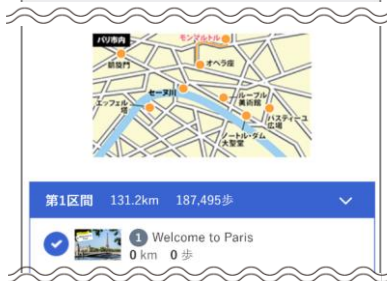 パリ市内
モンマルトル
凱旋門
オペラ座
セーヌ川
エッフェル
塔
ルーブル
美術館
バスティーユ
広場
ノートル・ダム
大聖堂
第1区間 131.2km 187,495歩
1 Welcome to Paris
0 km 0 歩